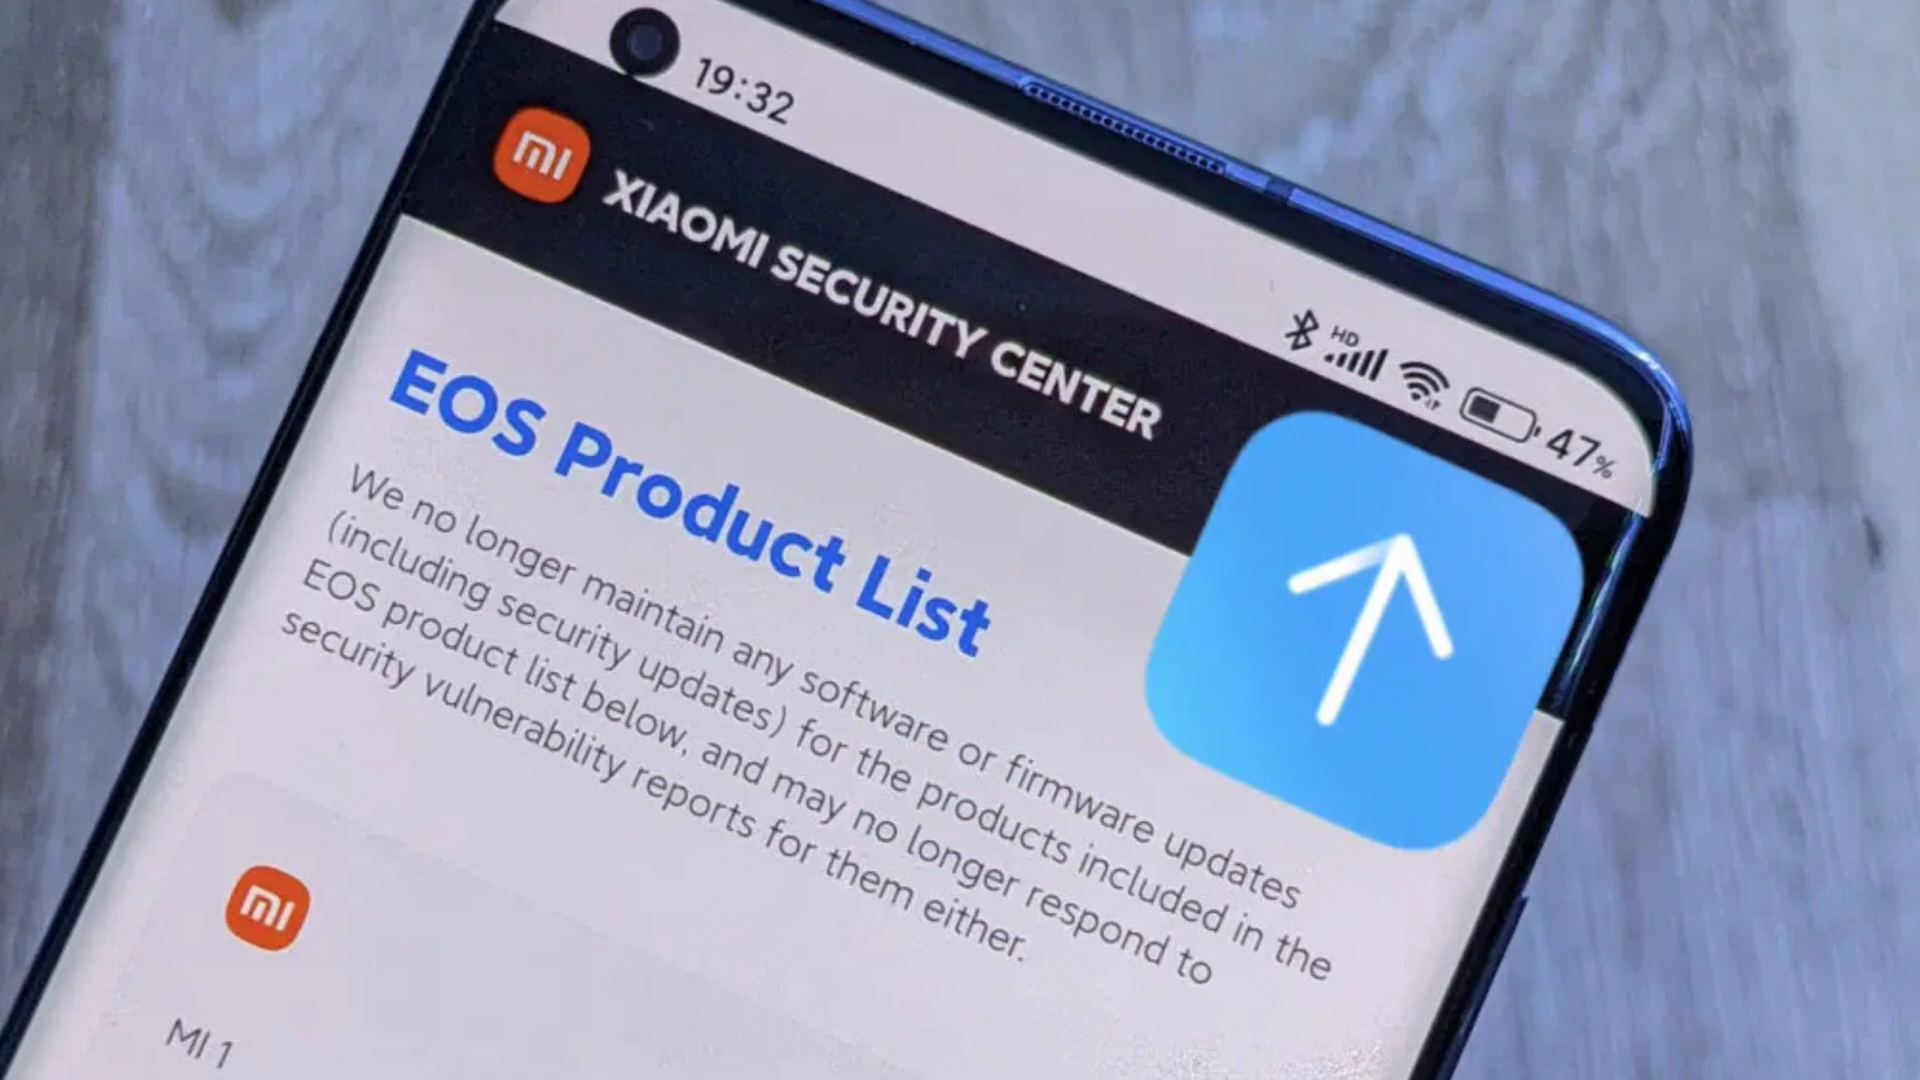 19:32
HD
47%
mi
XIAOMI SECURITY CENTER
EOS Product List
We no longer maintain any software or firmware updates
(including security updates) for the products included in the
EOS product list below, and may no longer respond to
security vulnerability reports for them either.
mi
MI 1